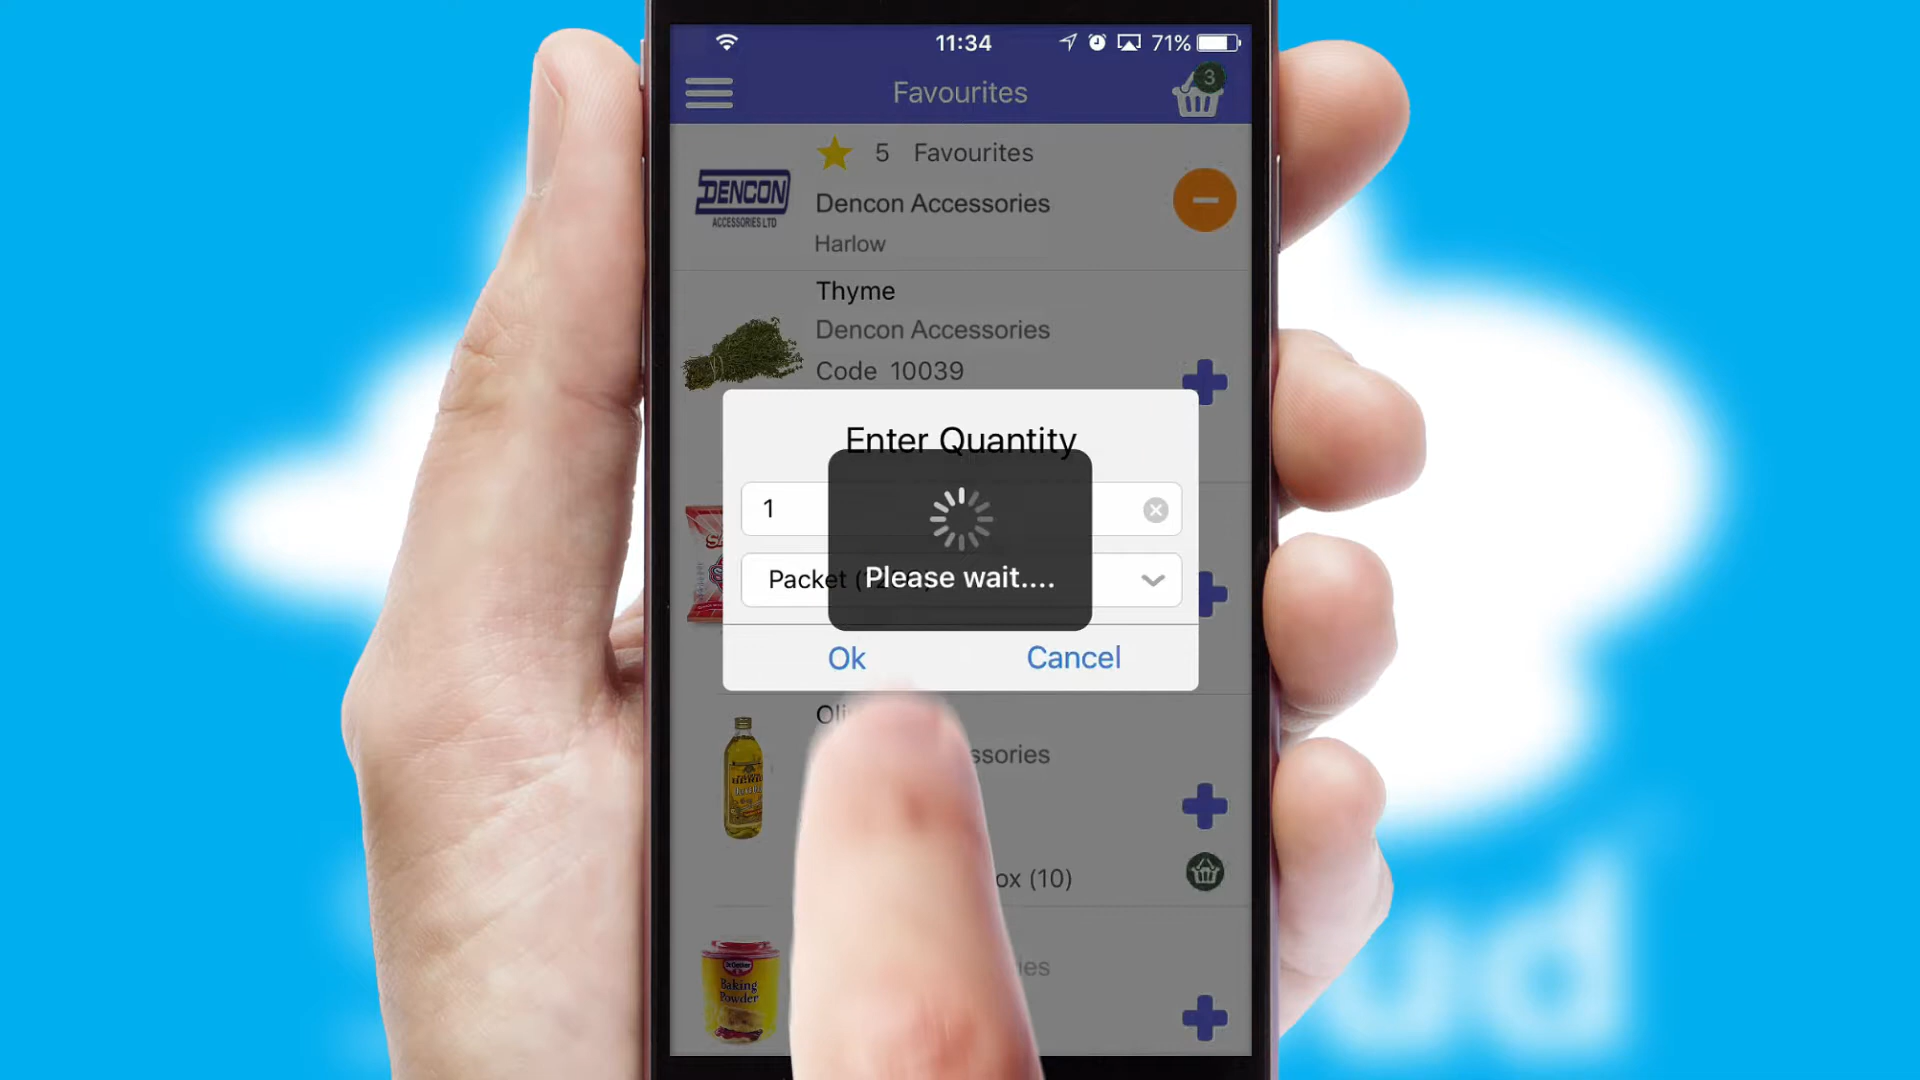 11:34
71%
Favourites
3
5 Favourites
DENCON
ACCESSORIES LTD
Dencon Accessories
Harlow
Thyme
Dencon Accessories
Code 10039
Enter Quantity
1
Packet
Please wait....
Ok
Cancel
ox (10)
Baking
Powder